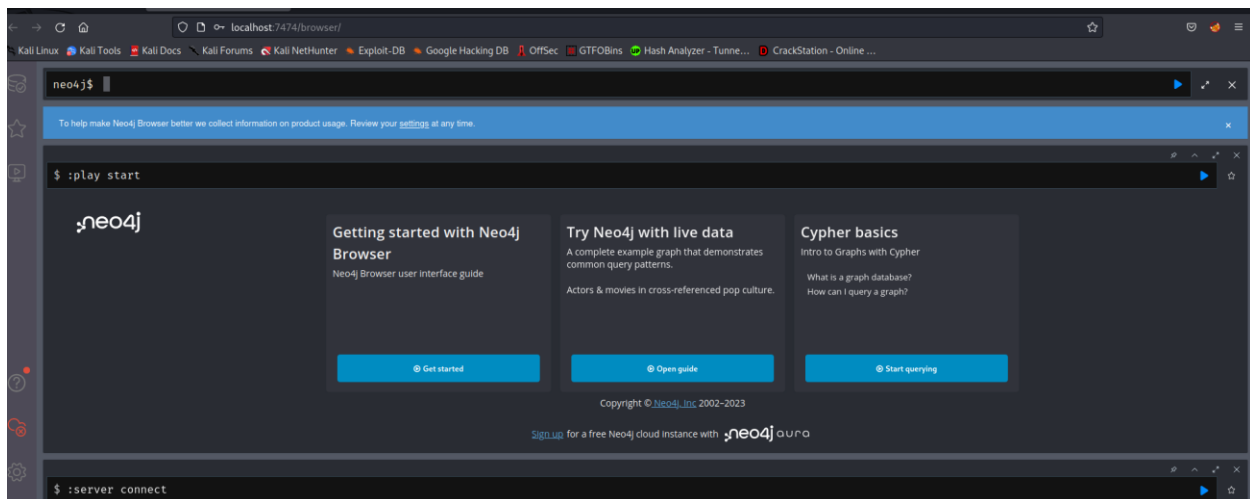 localhost:7474/browser/
Kali Linux Kali Tools Kali Docs Kali Forums Kali NetHunter Exploit-DB Google Hacking DB OffSec GTFOBins Hash Analyzer - Tunne... CrackStation - Online ...
neo4j$
To help make Neo4j Browser better we collect information on product usage. Review your settings at any time.
$ :play start
neo4j
Getting started with Neo4j
Browser
Neo4j Browser user interface guide
Get started
Try Neo4j with live data
A complete example graph that demonstrates
common query patterns.
Actors & movies in cross-referenced pop culture.
Open guide
Cypher basics
Intro to Graphs with Cypher
What is a graph database?
How can I query a graph?
Start querying
Copyright © Neo4j, Inc 2002–2023
Sign up for a free Neo4j cloud instance with neo4j aura
$ :server connect